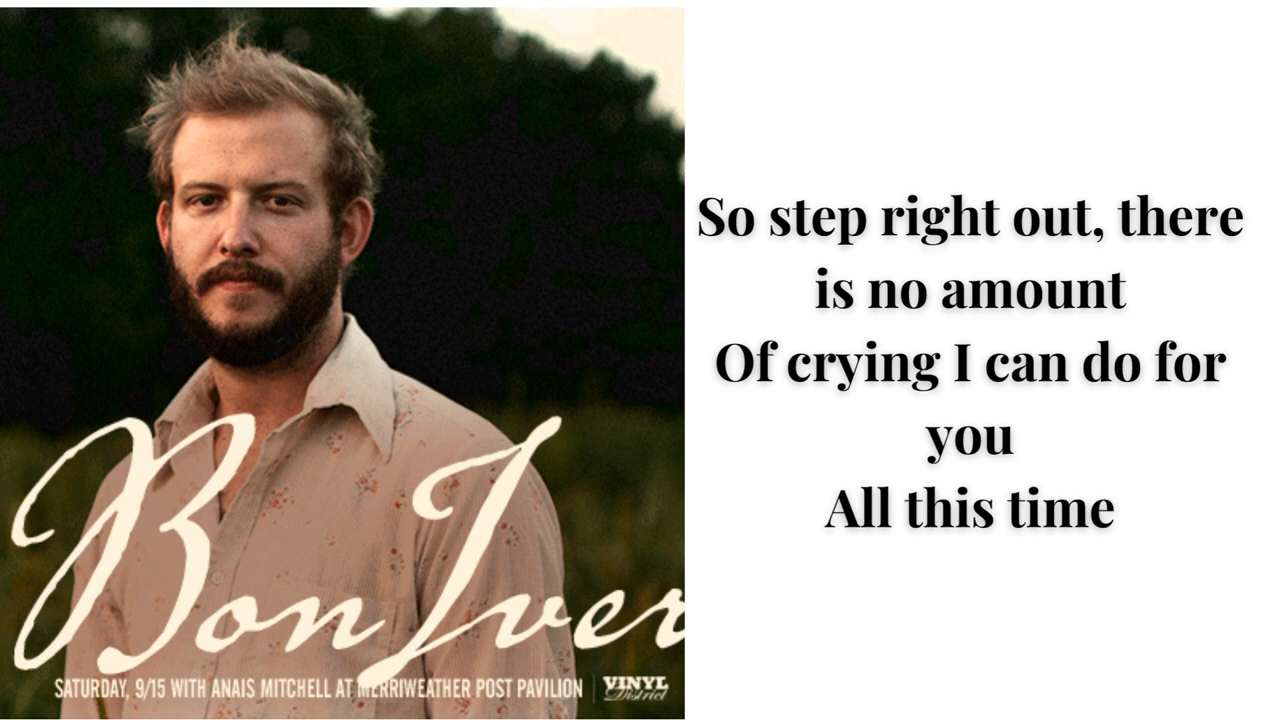 Bon Iver
SATURDAY, 9/15 WITH ANAIS MITCHELL AT MERRIWEATHER POST PAVILION
VINYL
District
So step right out, there
is no amount
Of crying I can do for
you
All this time